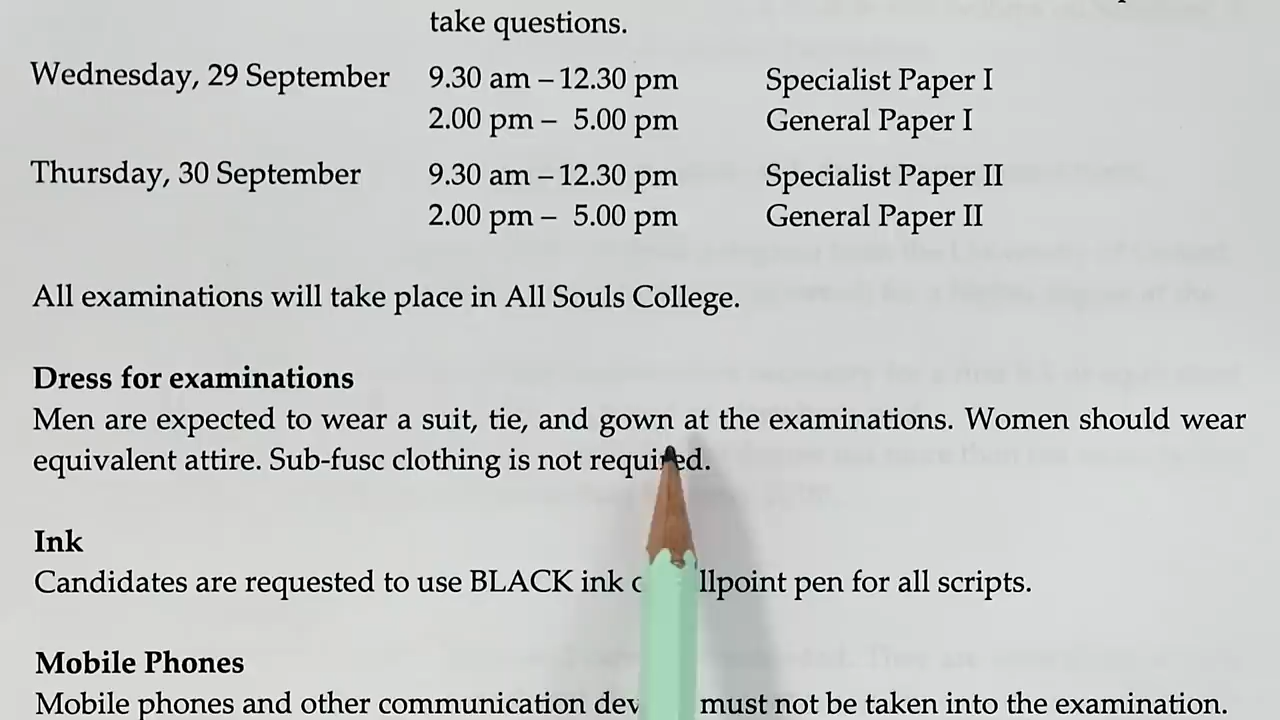 take questions.
Wednesday, 29 September 9.30 am – 12.30 pm Specialist Paper I
2.00 pm – 5.00 pm General Paper I
Thursday, 30 September 9.30 am – 12.30 pm Specialist Paper II
2.00 pm – 5.00 pm General Paper II
All examinations will take place in All Souls College.
Dress for examinations
Men are expected to wear a suit, tie, and gown at the examinations. Women should wear
equivalent attire. Sub-fusc clothing is not required.
Ink
Candidates are requested to use BLACK ink pen for all scripts.
Mobile Phones
Mobile phones and other communication must not be taken into the examination.